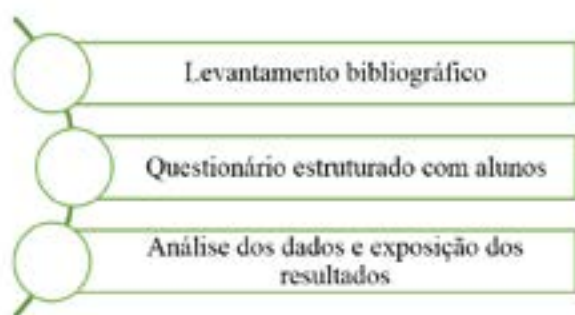 Levantamento bibliográfico
Questionário estruturado com alunos
Análise dos dados e exposição dos
resultados